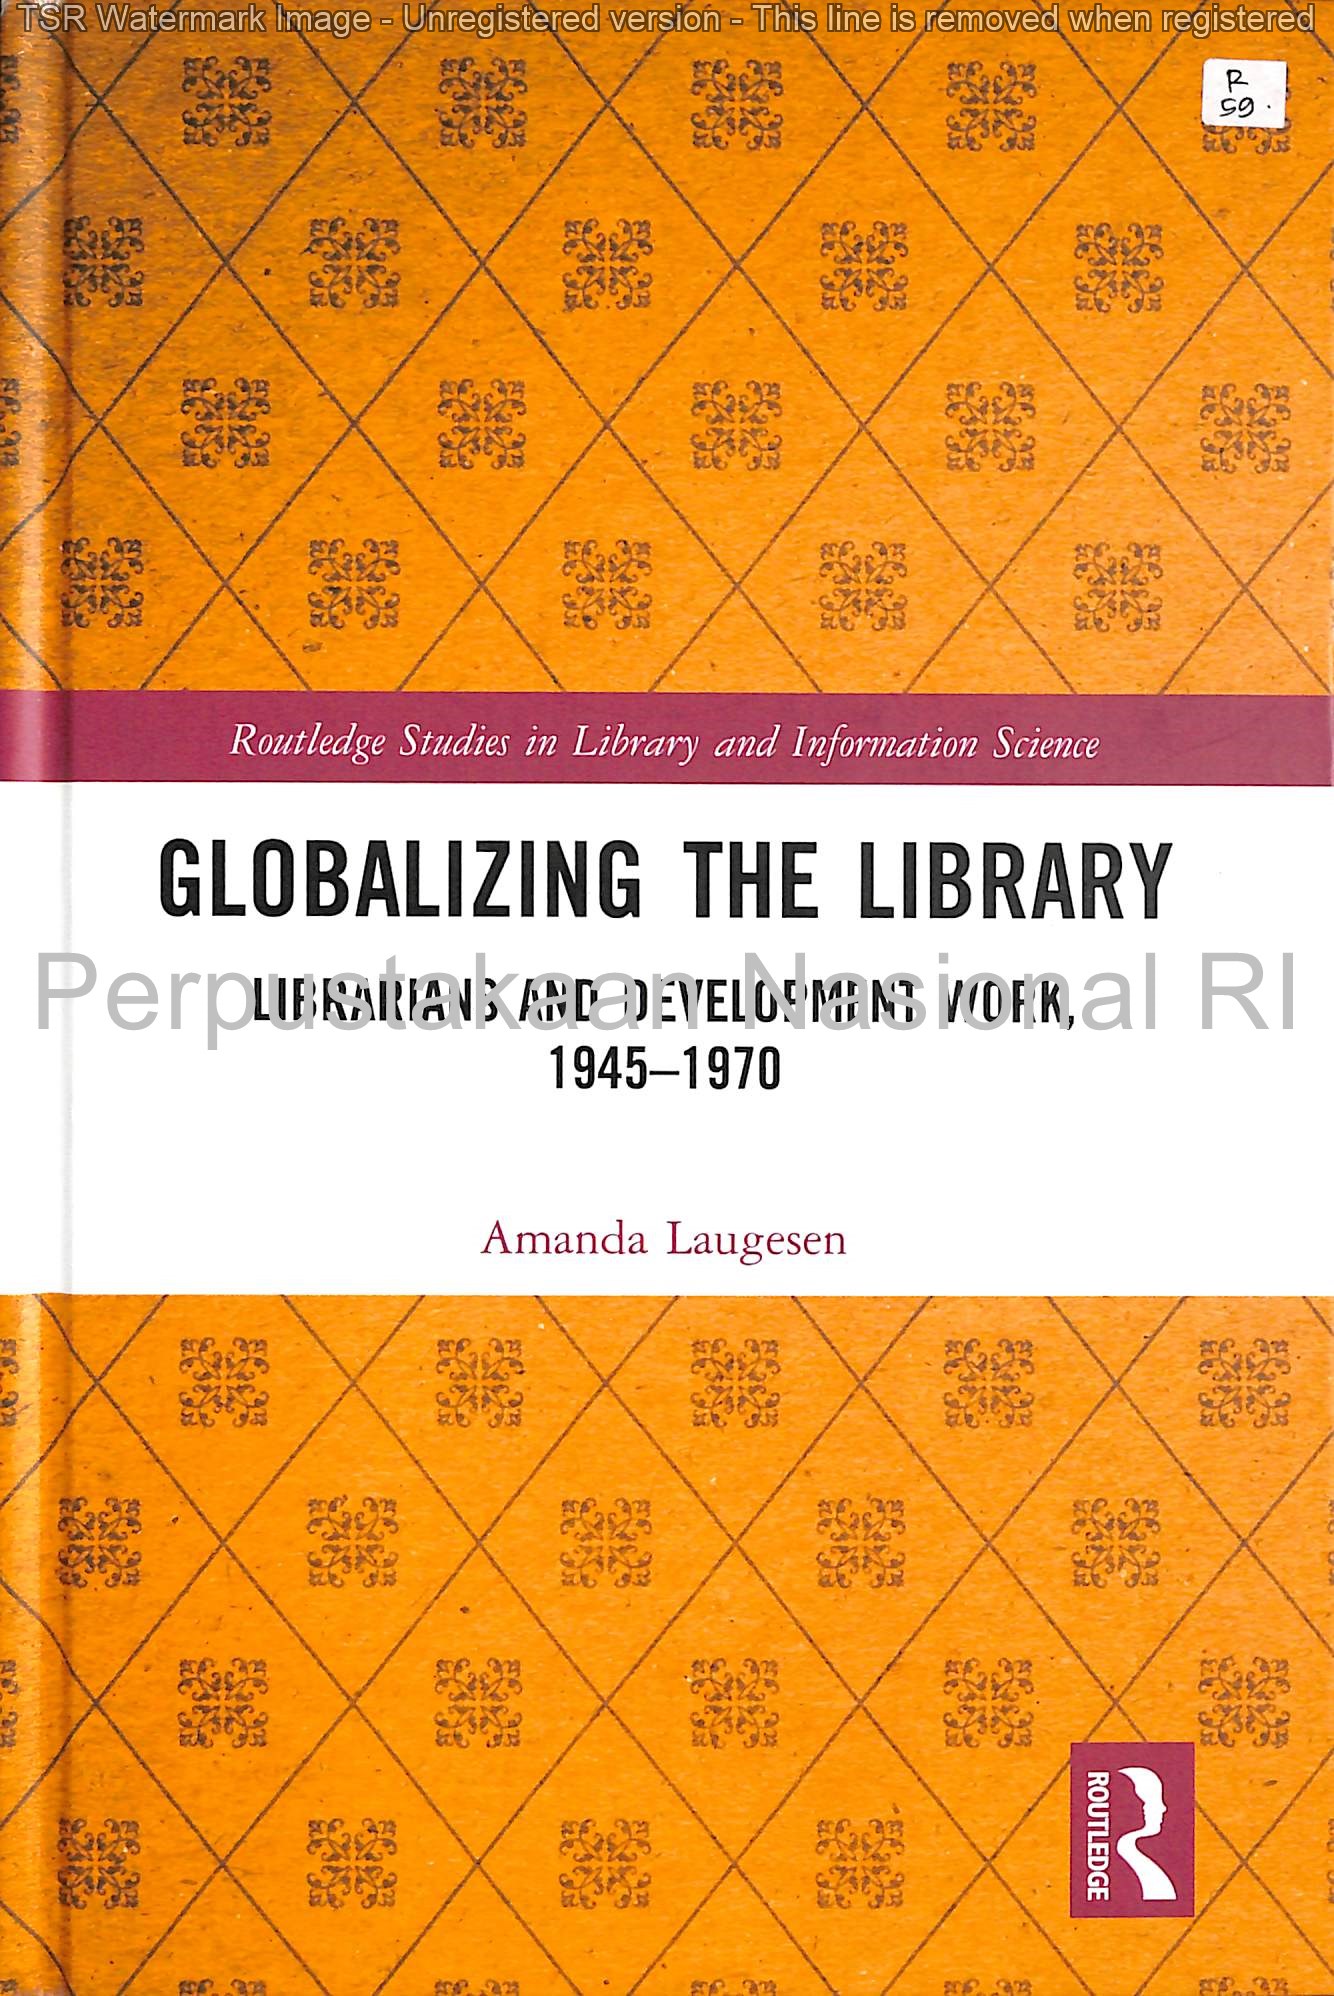 TSR Watermark Image - Unregistered version - This line is removed when registered
R
59.
Routledge Studies in Library and Information Science
GLOBALIZING THE LIBRARY
Perpustakaan Nasional RI
LIBRARIANS AND DEVELOPMENT WORK,
1945–1970
Amanda Laugesen
ROUTLEDGE